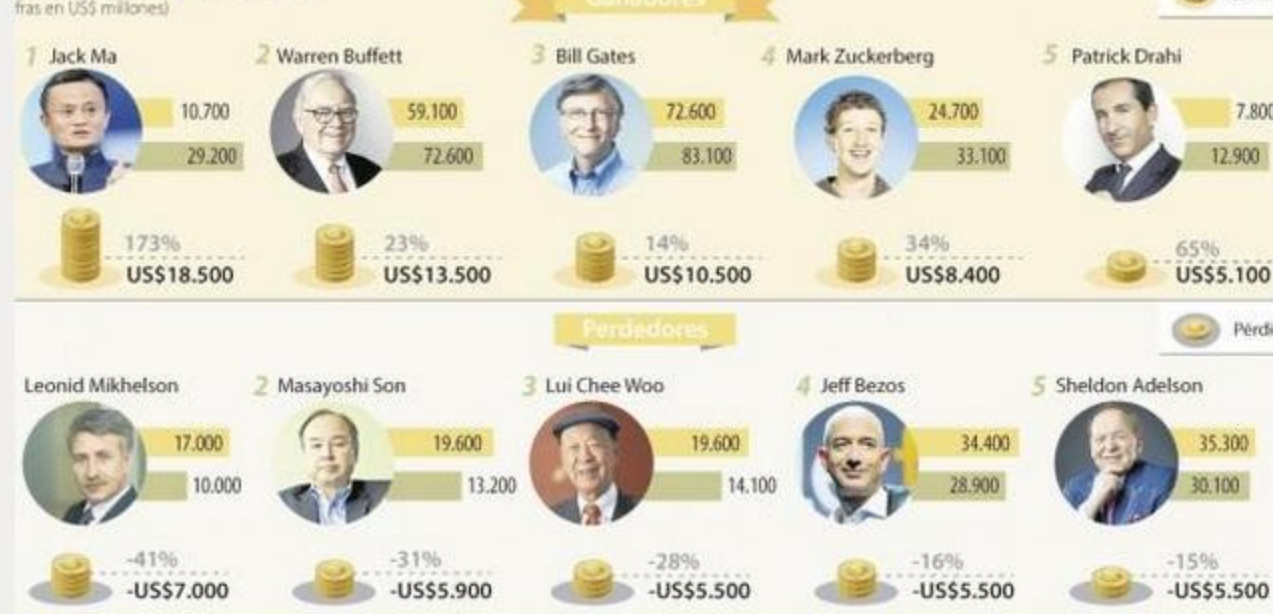 fras en US$ millones)
Ganadores
1 Jack Ma
10.700
29.200
173%
US$18.500
2 Warren Buffett
59.100
72.600
23%
US$13.500
3 Bill Gates
72.600
83.100
14%
US$10.500
4 Mark Zuckerberg
24.700
33.100
34%
US$8.400
5 Patrick Drahi
7.800
12.900
65%
US$5.100
Perdedores
Pérdi
Leonid Mikhelson
17.000
10.000
-41%
-US$7.000
2 Masayoshi Son
19.600
13.200
-31%
-US$5.900
3 Lui Chee Woo
19.600
14.100
-28%
-US$5.500
4 Jeff Bezos
34.400
28.900
-16%
-US$5.500
5 Sheldon Adelson
35.300
30.100
-15%
-US$5.500